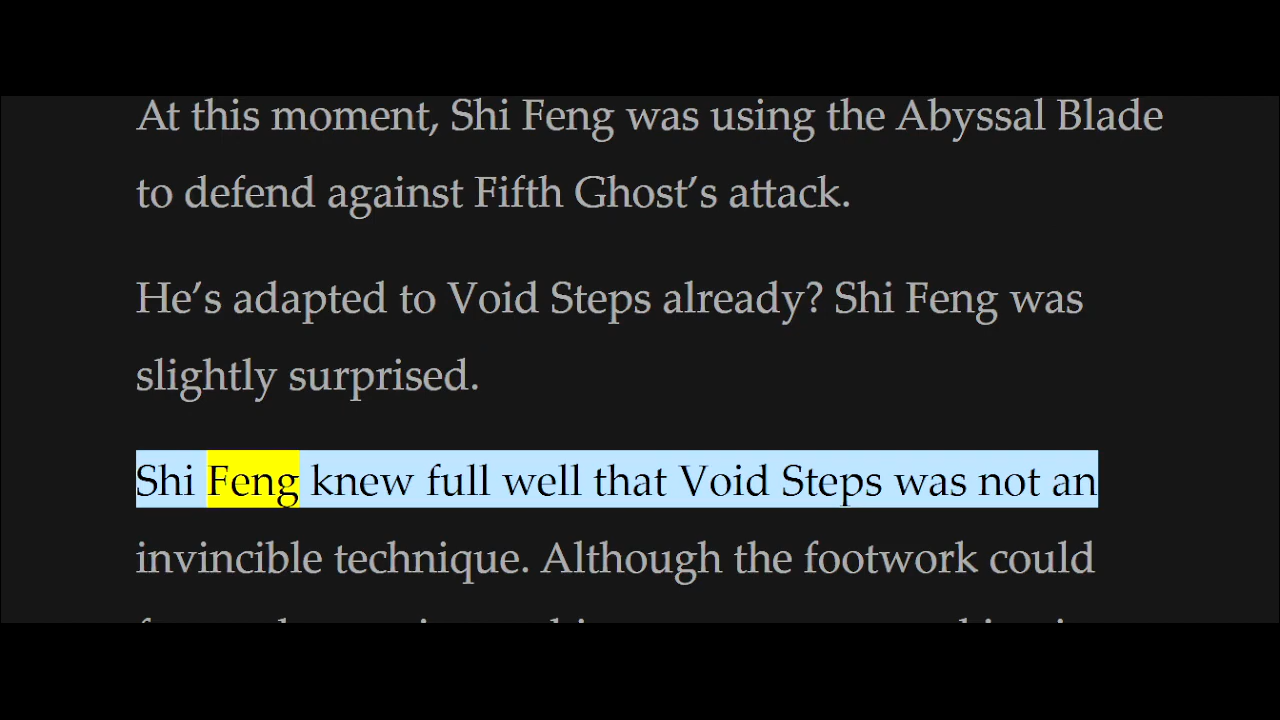 At this moment, Shi Feng was using the Abyssal Blade
to defend against Fifth Ghost’s attack.
He’s adapted to Void Steps already? Shi Feng was
slightly surprised.
Shi Feng knew full well that Void Steps was not an
invincible technique. Although the footwork could